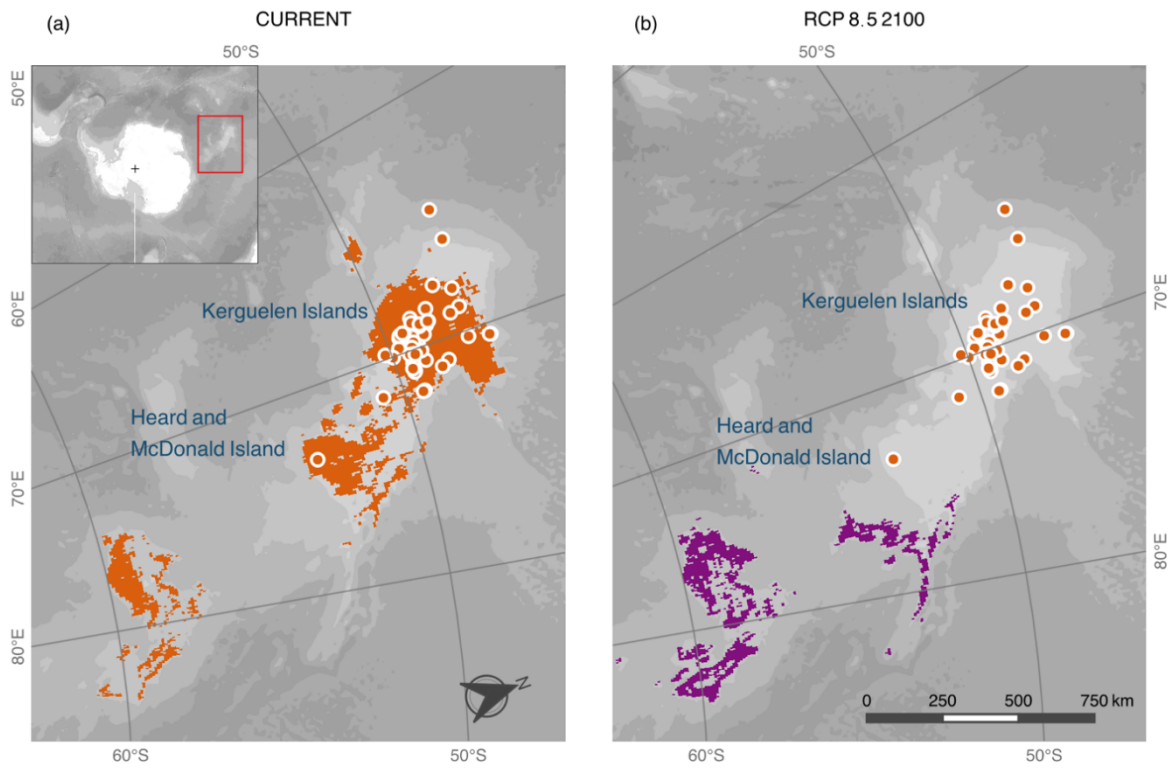 (a)
CURRENT
(b)
RCP 8.5 2100
50°S
50°S
50°E
60°E
70°E
80°E
Kerguelen Islands
Heard and
McDonald Island
N
60°S
50°S
Kerguelen Islands
Heard and
McDonald Island
70°E
80°E
0 250 500 750 km
60°S
50°S